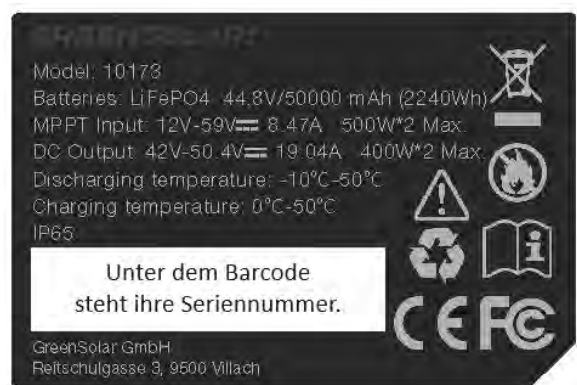 GREENSOLAR
Model: 10173
Batteries: LiFePO4 44.8V/50000 mAh (2240Wh)
MPPT Input: 12V-59V⎓ 8.47A 500W*2 Max.
DC Output: 42V-50.4V⎓ 19.04A 400W*2 Max.
Discharging temperature: -10°C-50°C
Charging temperature: 0°C-50°C
IP65
Unter dem Barcode
steht ihre Seriennummer.
CE FC
GreenSolar GmbH
Reitschulgasse 3, 9500 Villach